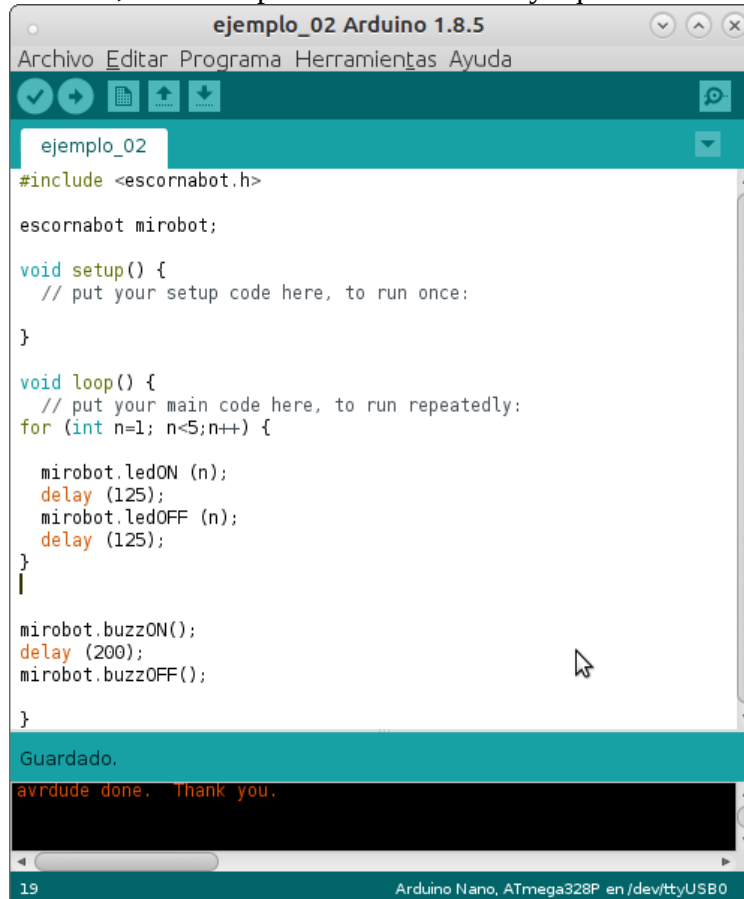 ejemplo_02 Arduino 1.8.5
Archivo Editar Programa Herramientas Ayuda
ejemplo_02
#include <escornabot.h>
escornabot mirobot;
void setup() {
// put your setup code here, to run once:
}
void loop() {
// put your main code here, to run repeatedly:
for (int n=1; n<5;n++) {
mirobot.ledON (n);
delay (125);
mirobot.ledOFF (n);
delay (125);
}
mirobot.buzzON();
delay (200);
mirobot.buzzOFF();
}
Guardado.
avrdude done.  Thank you.
19 Arduino Nano, ATmega328P en /dev/ttyUSB0